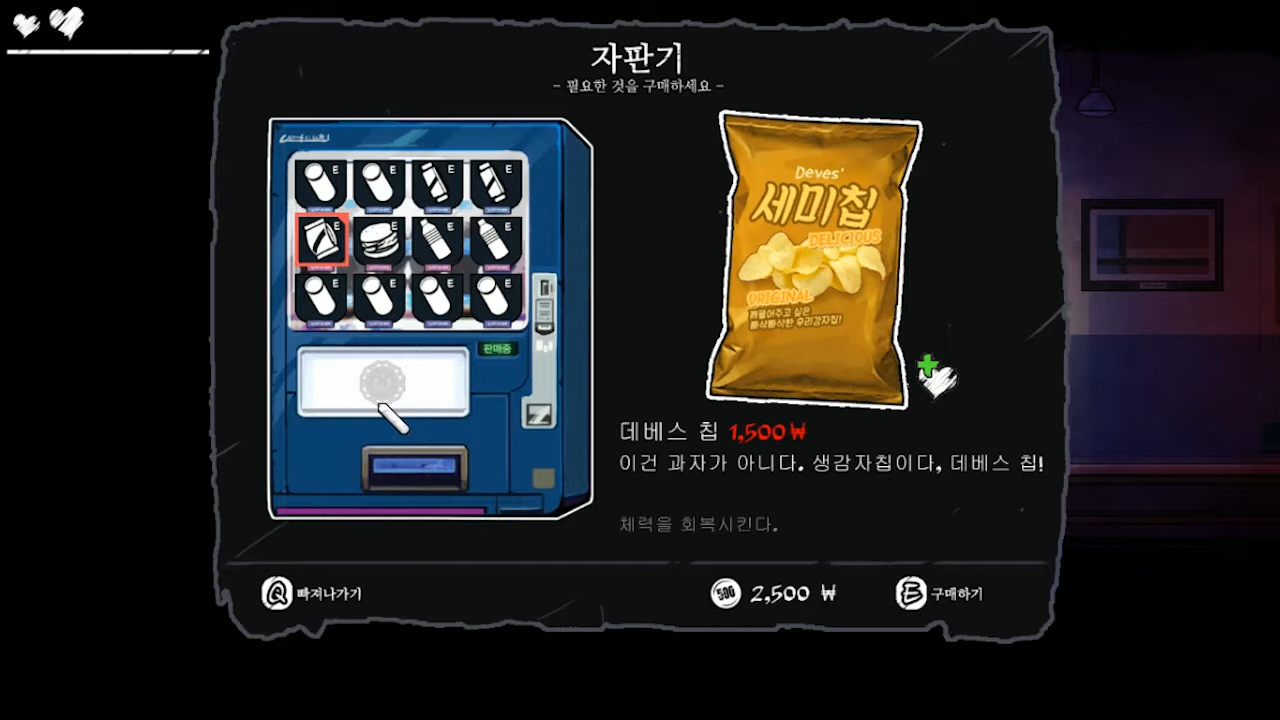 자판기
- 필요한 것을 구매하세요 -
E E E E
E E E E
E E E E
판매중
Deves'
세미칩
DELICIOUS
ORIGINAL
데베스 칩 1,500₩
이건 과자가 아니다. 생감자칩이다, 데베스 칩!
체력을 회복시킨다.
Q 빠져나가기
500 2,500 ₩
B 구매하기